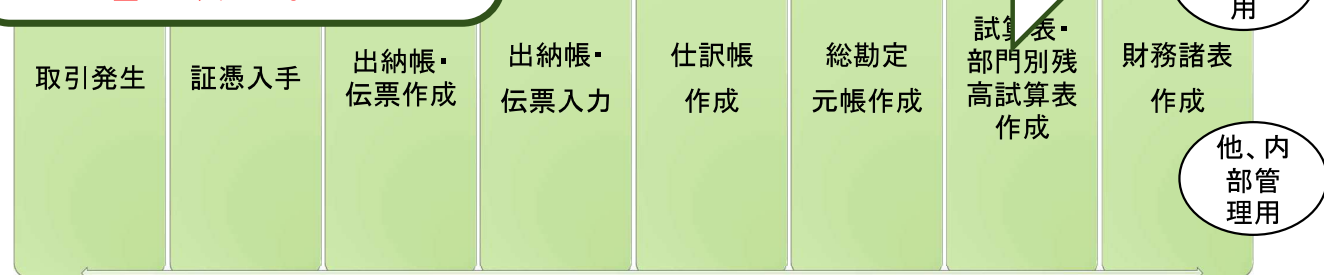 用
取引発生
証憑入手
出納帳・
伝票作成
出納帳・
伝票入力
仕訳帳
作成
総勘定
元帳作成
試算表・
部門別残
高試算表
作成
財務諸表
作成
他、内
部管
理用